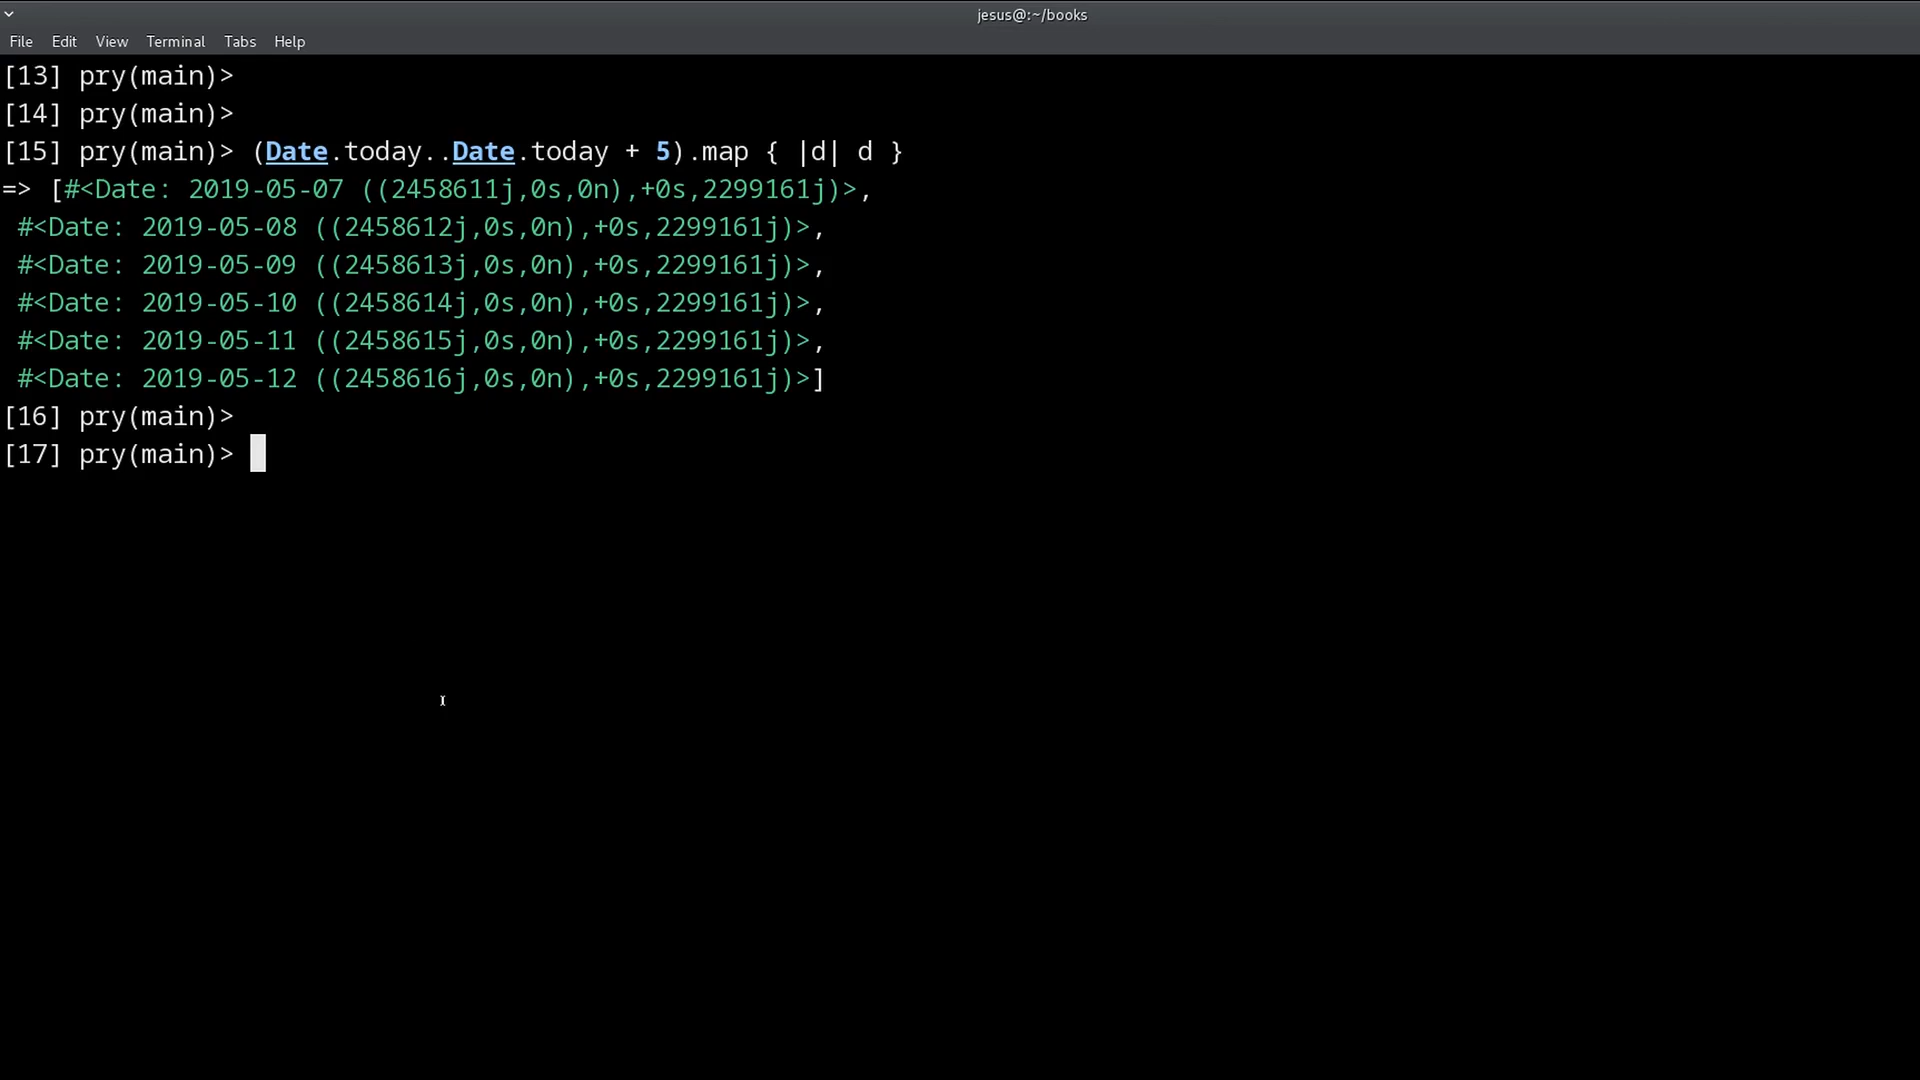 jesus@:~/books
File Edit View Terminal Tabs Help
[13] pry(main)>
[14] pry(main)>
[15] pry(main)> (Date.today..Date.today + 5).map { |d| d }
=> [#<Date: 2019-05-07 ((2458611j,0s,0n),+0s,2299161j)>,
 #<Date: 2019-05-08 ((2458612j,0s,0n),+0s,2299161j)>,
 #<Date: 2019-05-09 ((2458613j,0s,0n),+0s,2299161j)>,
 #<Date: 2019-05-10 ((2458614j,0s,0n),+0s,2299161j)>,
 #<Date: 2019-05-11 ((2458615j,0s,0n),+0s,2299161j)>,
 #<Date: 2019-05-12 ((2458616j,0s,0n),+0s,2299161j)>]
[16] pry(main)>
[17] pry(main)>